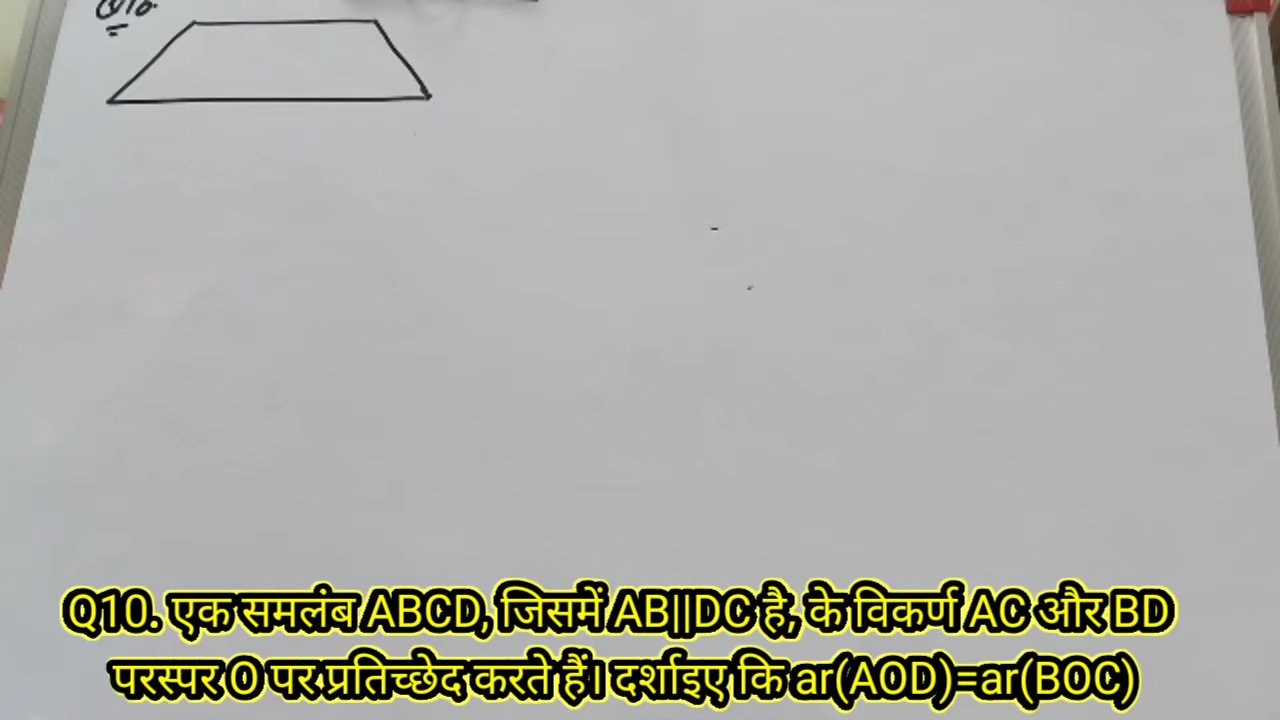 Q10.
Q10. एक समलंब ABCD, जिसमें AB||DC है, के विकर्ण AC और BD
परस्पर O पर प्रतिच्छेद करते हैं। दर्शाइए कि ar(AOD)=ar(BOC)